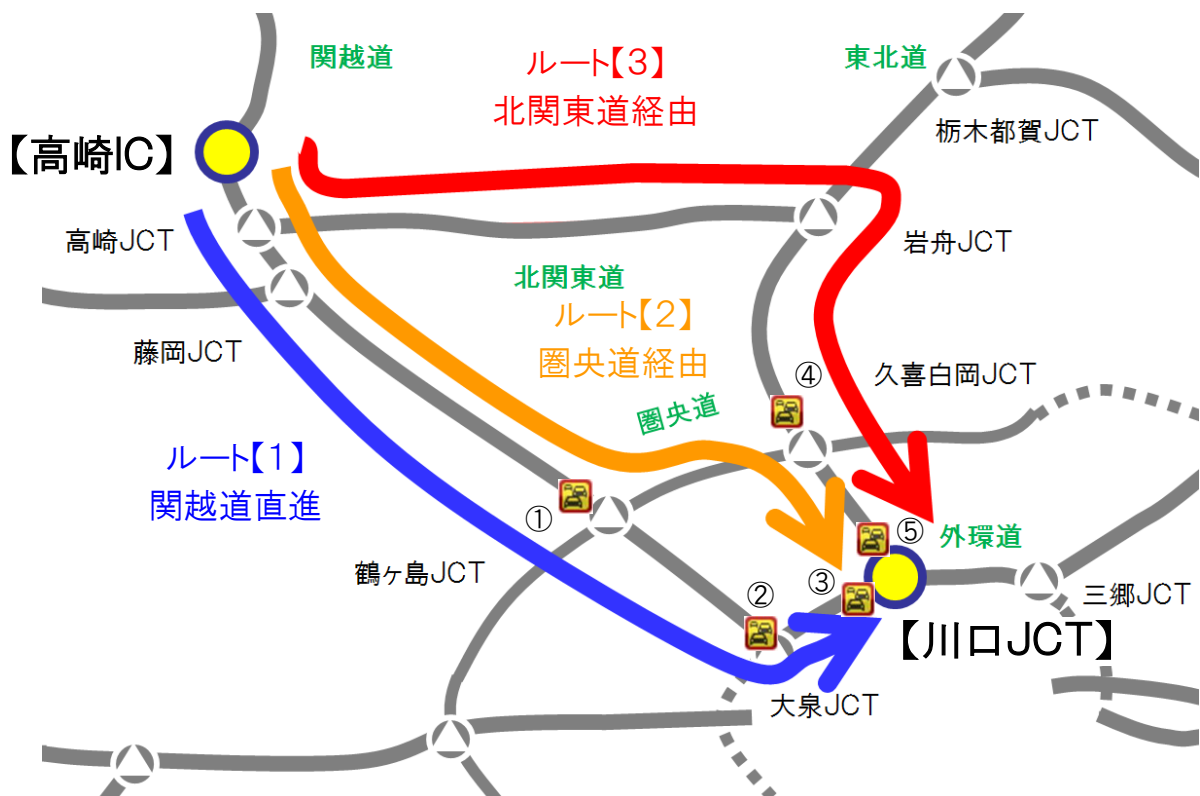 関越道
ルート【3】
北関東道経由
東北道
栃木都賀JCT
【高崎IC】
高崎JCT
岩舟JCT
北関東道
ルート【2】
圏央道経由
藤岡JCT
④
久喜白岡JCT
圏央道
ルート【1】
関越道直進
①
⑤
外環道
鶴ヶ島JCT
②
③
三郷JCT
【川口JCT】
大泉JCT